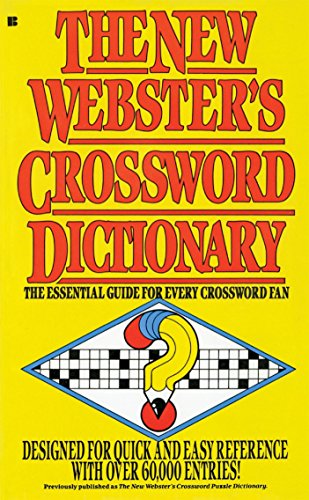 B
THE NEW
WEBSTER'S
CROSSWORD
DICTIONARY
THE ESSENTIAL GUIDE FOR EVERY CROSSWORD FAN
DESIGNED FOR QUICK AND EASY REFERENCE
WITH OVER 60,000 ENTRIES!
Previously published as The New Webster's Crossword Puzzle Dictionary.